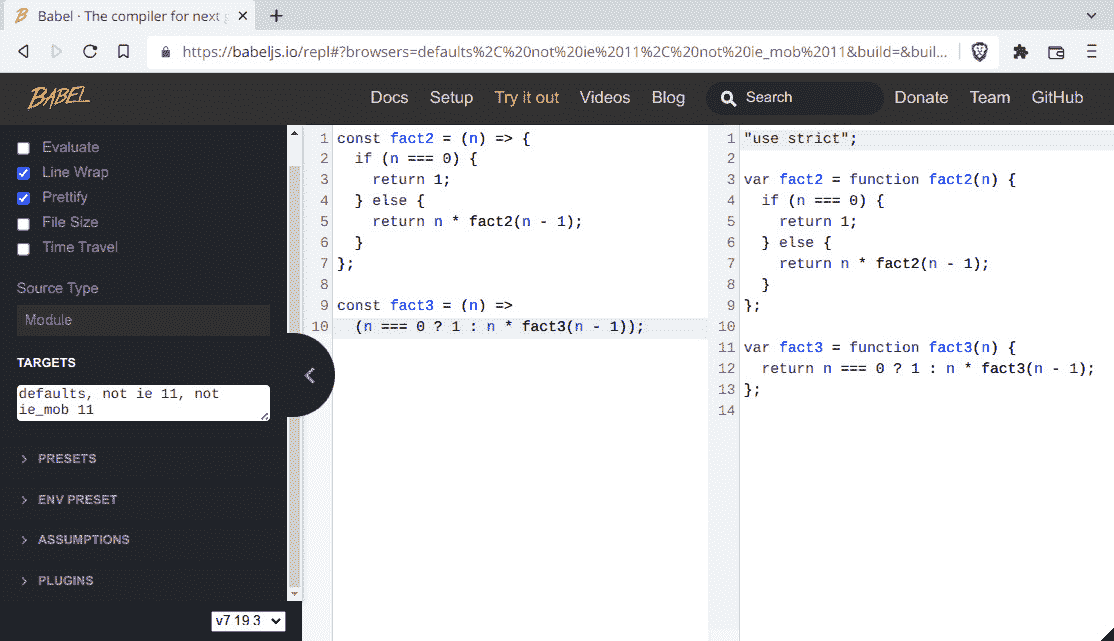 Babel · The compiler for next g
https://babeljs.io/repl#?browsers=defaults%2C%20not%20ie%2011%2C%20not%20ie_mob%2011&build=&buil...
BABEL
Docs Setup Try it out Videos Blog Search Donate Team GitHub
Evaluate
Line Wrap
Prettify
File Size
Time Travel
Source Type
Module
TARGETS
defaults, not ie 11, not
ie_mob 11
PRESETS
ENV PRESET
ASSUMPTIONS
PLUGINS
v7.19.3
1 const fact2 = (n) => {
2   if (n === 0) {
3     return 1;
4   } else {
5     return n * fact2(n - 1);
6   }
7 };
8
9 const fact3 = (n) =>
10   (n === 0 ? 1 : n * fact3(n - 1));
1 "use strict";
2
3 var fact2 = function fact2(n) {
4   if (n === 0) {
5     return 1;
6   } else {
7     return n * fact2(n - 1);
8   }
9 };
10
11 var fact3 = function fact3(n) {
12   return n === 0 ? 1 : n * fact3(n - 1);
13 };
14